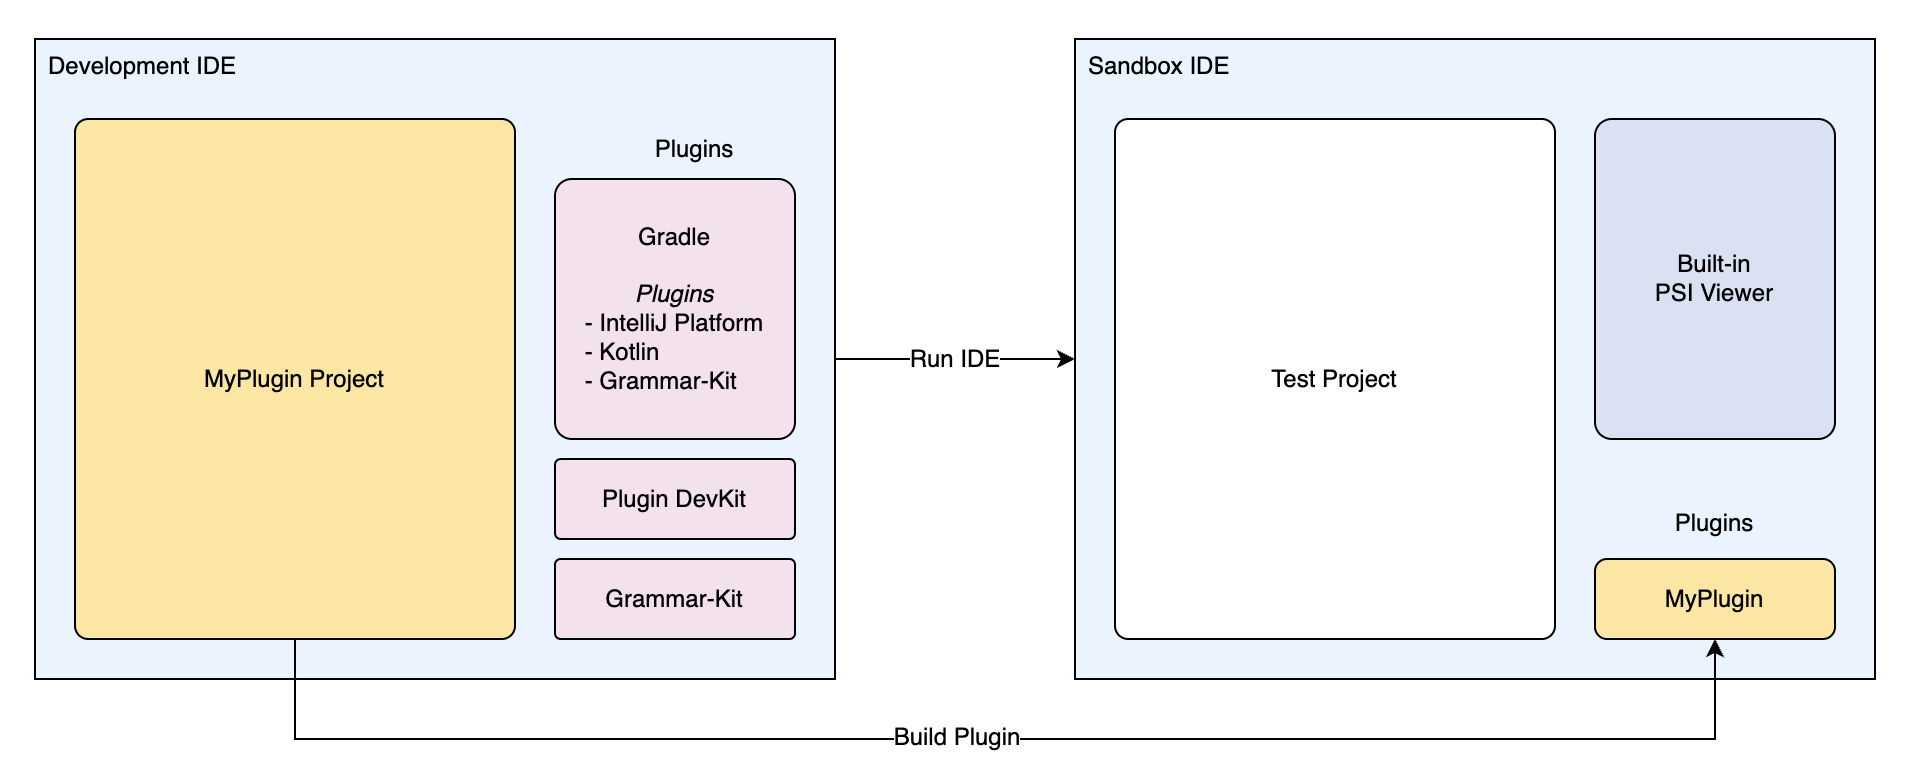 Development IDE
MyPlugin Project
Plugins
Gradle
Plugins
- IntelliJ Platform
- Kotlin
- Grammar-Kit
Plugin DevKit
Grammar-Kit
Run IDE
Sandbox IDE
Test Project
Built-in
PSI Viewer
Plugins
MyPlugin
Build Plugin